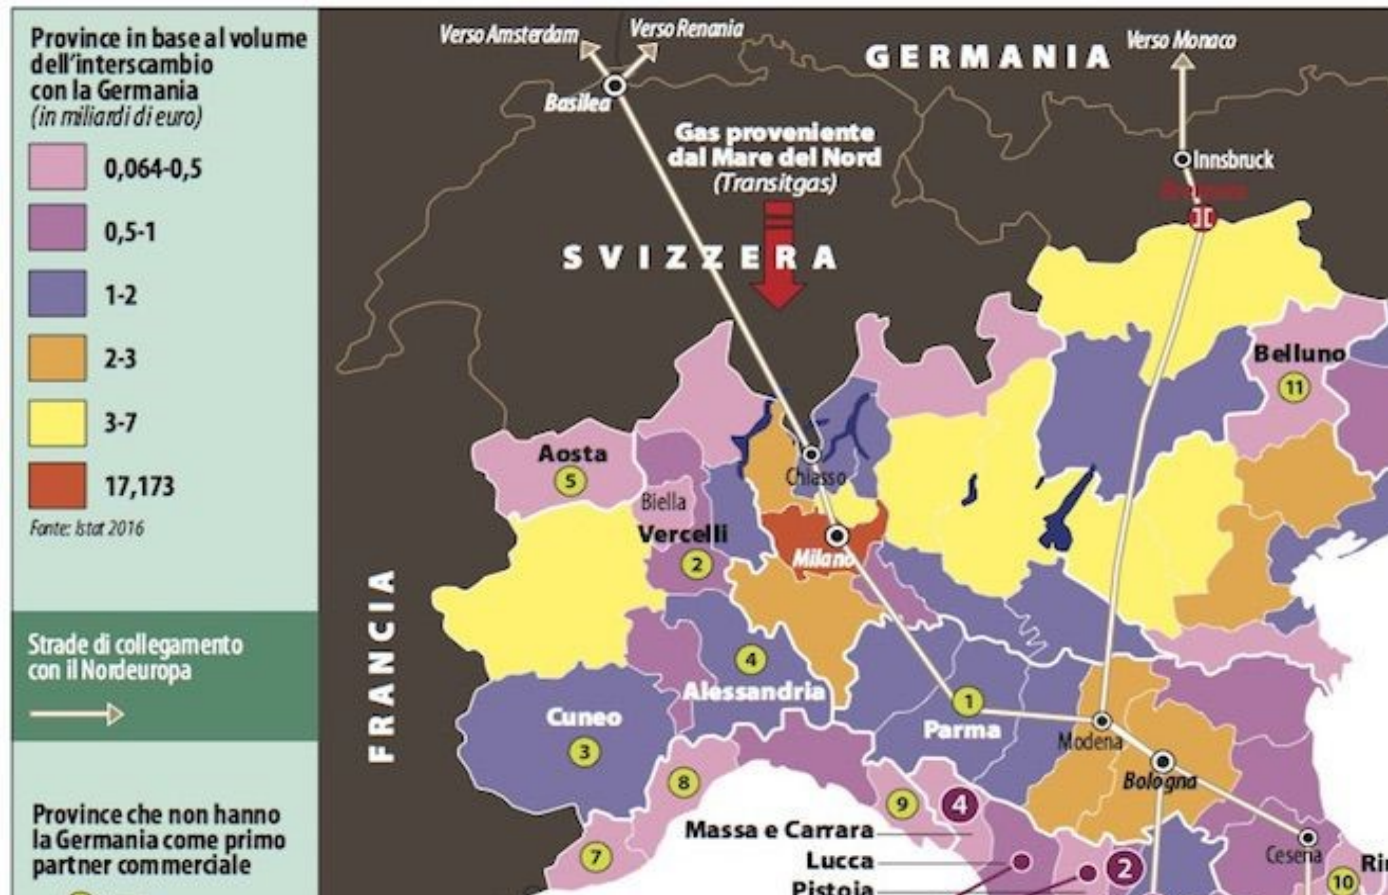 Province in base al volume
dell'interscambio
con la Germania
(in miliardi di euro)
0,064-0,5
0,5-1
1-2
2-3
3-7
17,173
Fonte: Istat 2016
Strade di collegamento
con il Nordeuropa
Province che non hanno
la Germania come primo
partner commerciale
Verso Amsterdam
Verso Renania
GERMANIA
Verso Monaco
Basilea
Gas proveniente
dal Mare del Nord
(Transitgas)
Innsbruck
SVIZZERA
Belluno
11
Aosta
5
Chiasso
Biella
Vercelli
2
Milano
FRANCIA
4
Alessandria
Cuneo
3
1
Parma
Modena
Bologna
8
9
4
Massa e Carrara
7
Lucca
2
Pistoia
Cesena
10